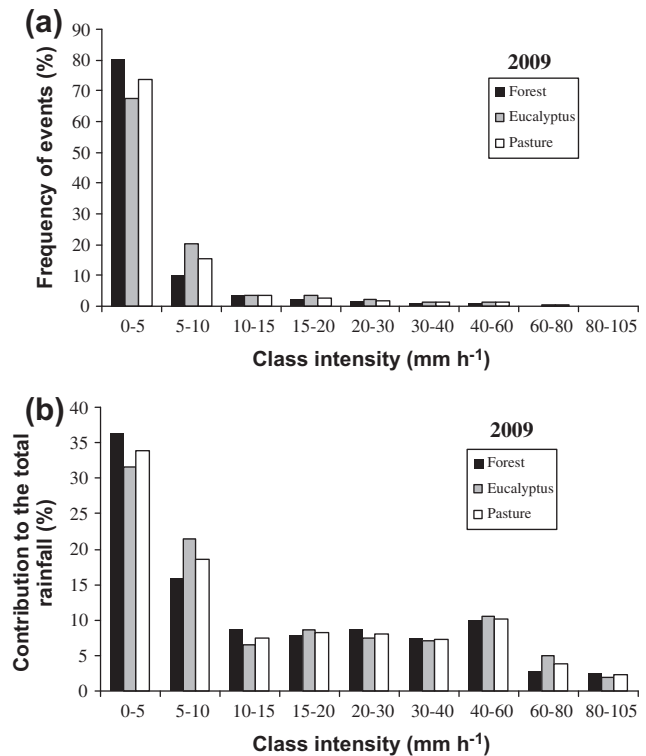 (a)
90
80
70
60
50
40
30
20
10
0
Frequency of events (%)
2009
Forest
Eucalyptus
Pasture
0-5 5-10 10-15 15-20 20-30 30-40 40-60 60-80 80-105
Class intensity (mm h-1)
(b)
40
35
30
25
20
15
10
5
0
Contribution to the total
rainfall (%)
2009
Forest
Eucalyptus
Pasture
0-5 5-10 10-15 15-20 20-30 30-40 40-60 60-80 80-105
Class intensity (mm h-1)